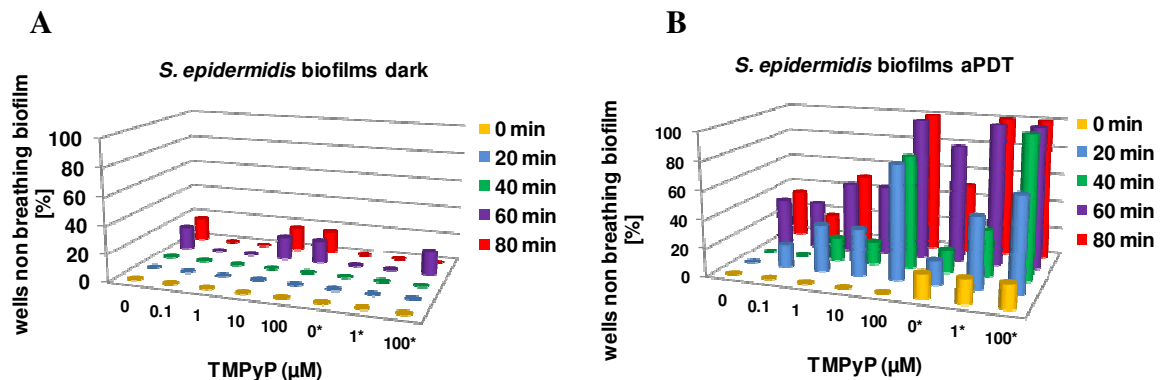 A
S. epidermidis biofilms dark
wells non breathing biofilm
[%]
100
80
60
40
20
0
0 0.1 1 10 100 0* 1* 100*
TMPyP (µM)
0 min
20 min
40 min
60 min
80 min
B
S. epidermidis biofilms aPDT
wells non breathing biofilm
[%]
100
80
60
40
20
0
0 0.1 1 10 100 0* 1* 100*
TMPyP (µM)
0 min
20 min
40 min
60 min
80 min